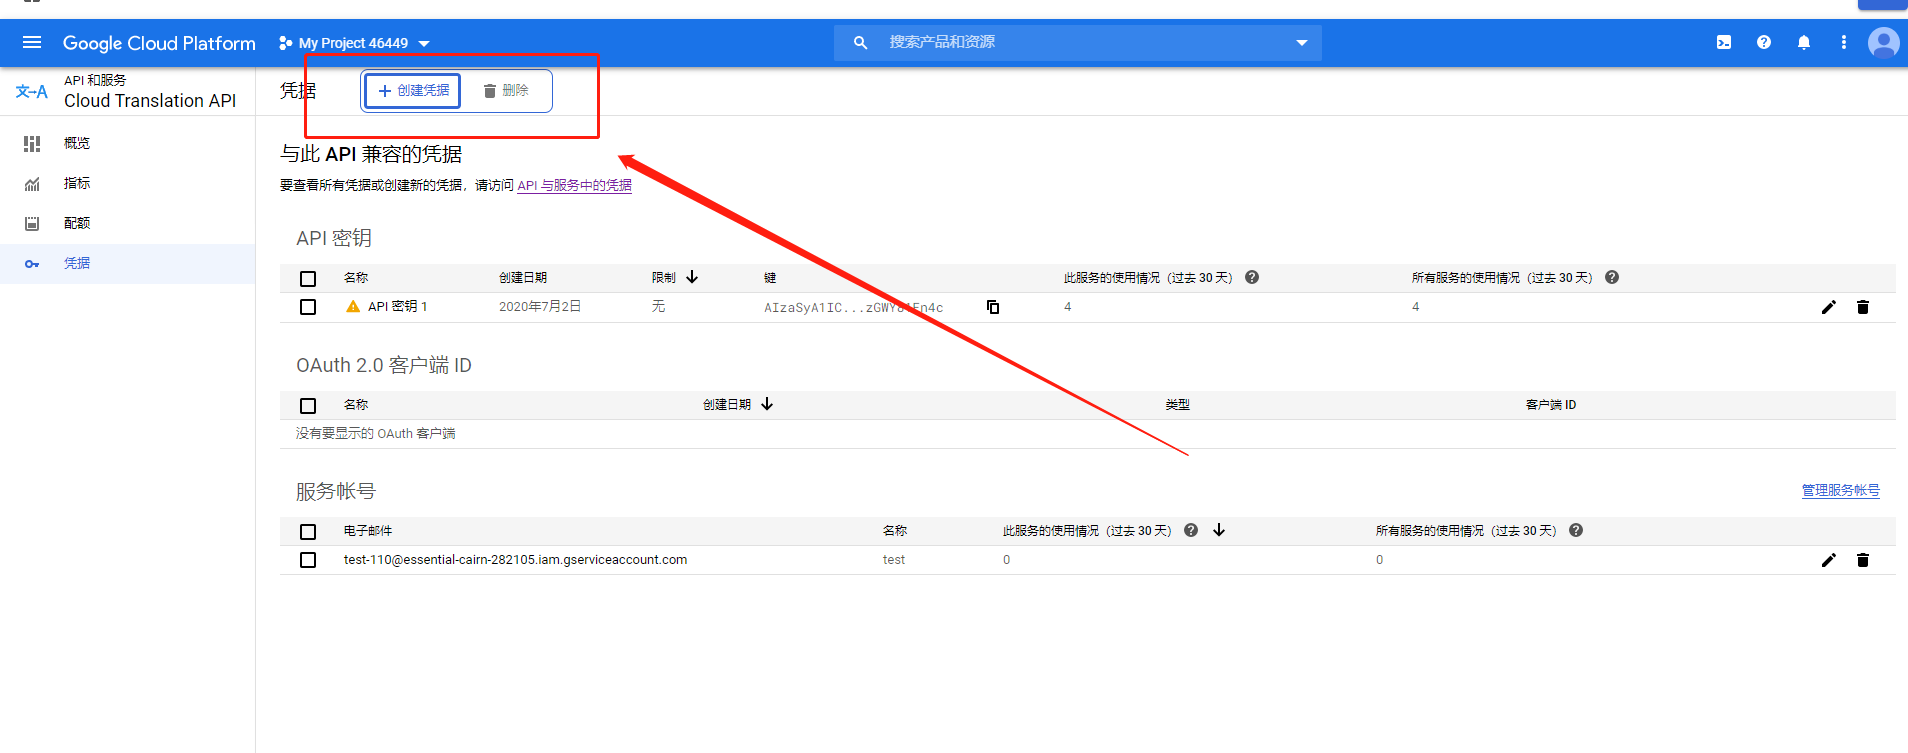 Google Cloud Platform
My Project 46449
搜索产品和资源
API 和服务
Cloud Translation API
凭据
创建凭据
删除
概览
指标
配额
凭据
与此 API 兼容的凭据
要查看所有凭据或创建新的凭据，请访问 API 与服务中的凭据
API 密钥
名称 创建日期 限制 键 此服务的使用情况（过去 30 天） 所有服务的使用情况（过去 30 天）
API 密钥 1 2020年7月2日 无 4 4
OAuth 2.0 客户端 ID
名称 创建日期 类型 客户端 ID
没有要显示的 OAuth 客户端
服务帐号
管理服务帐号
电子邮件 名称 此服务的使用情况（过去 30 天） 所有服务的使用情况（过去 30 天）
test-110@essential-cairn-282105.iam.gserviceaccount.com test 0 0